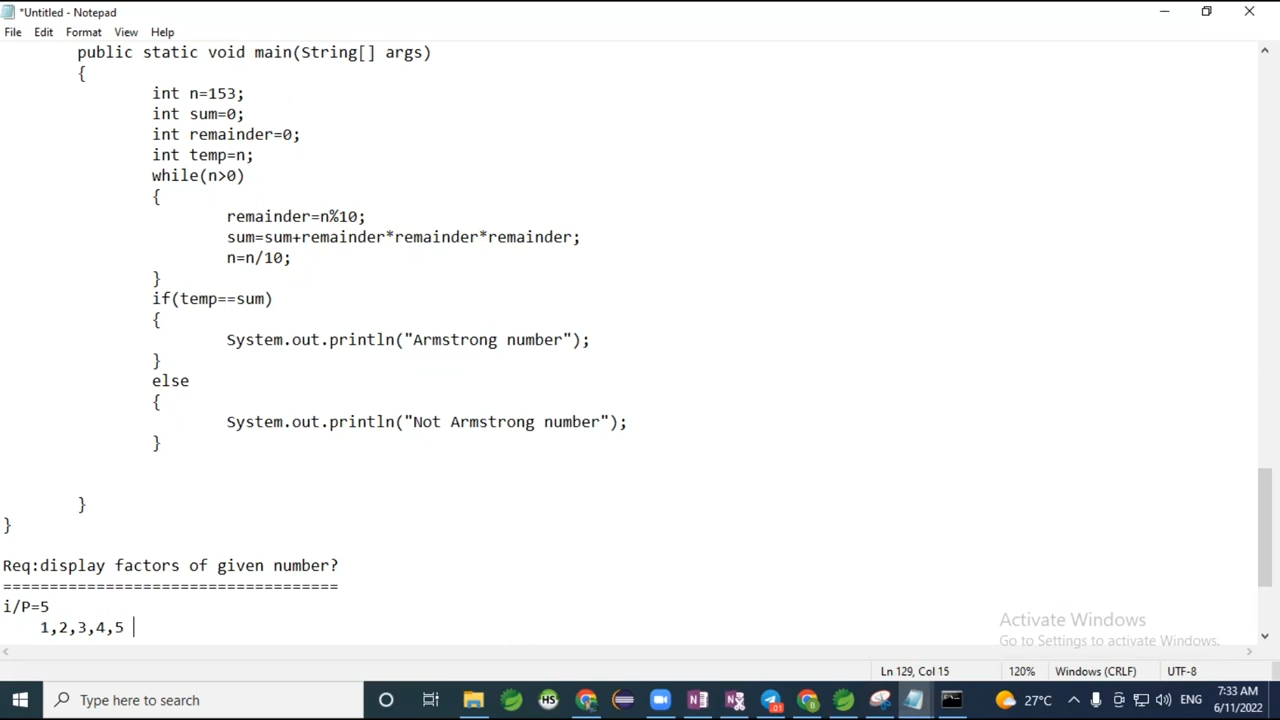 *Untitled - Notepad
File Edit Format View Help
public static void main(String[] args)
{
int n=153;
int sum=0;
int remainder=0;
int temp=n;
while(n>0)
{
remainder=n%10;
sum=sum+remainder*remainder*remainder;
n=n/10;
}
if(temp==sum)
{
System.out.println("Armstrong number");
}
else
{
System.out.println("Not Armstrong number");
}
}
}
Req:display factors of given number?
====================================
i/P=5
1,2,3,4,5
Activate Windows
Go to Settings to activate Windows.
Ln 129, Col 15 120% Windows (CRLF) UTF-8
Type here to search HS 01 27°C ENG 7:33 AM
6/11/2022